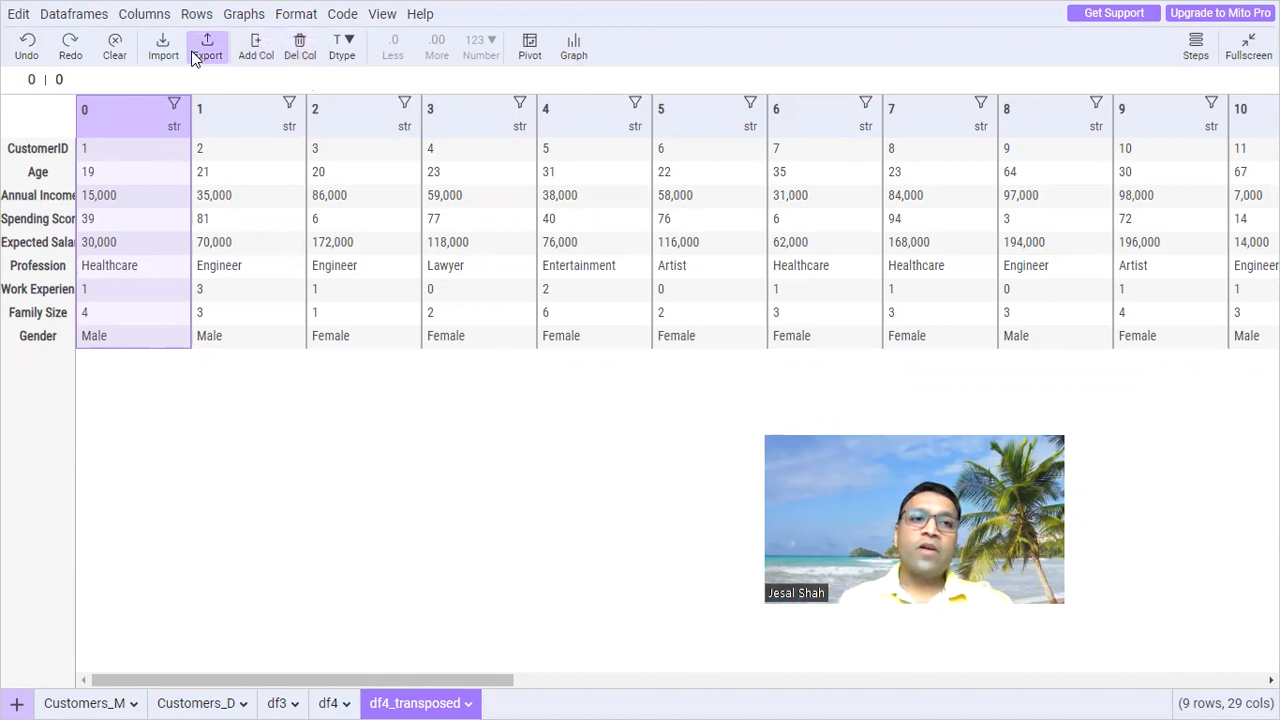 Edit Dataframes Columns Rows Graphs Format Code View Help Get Support Upgrade to Mito Pro
Undo Redo Clear Import Export Add Col Del Col Dtype Less More Number Pivot Graph Steps Fullscreen
.0 .00 123
0 | 0
0 1 2 3 4 5 6 7 8 9 10
str str str str str str str str str str
CustomerID 1 2 3 4 5 6 7 8 9 10 11
Age 19 21 20 23 31 22 35 23 64 30 67
Annual Income 15,000 35,000 86,000 59,000 38,000 58,000 31,000 84,000 97,000 98,000 7,000
Spending Scor 39 81 6 77 40 76 6 94 3 72 14
Expected Sala 30,000 70,000 172,000 118,000 76,000 116,000 62,000 168,000 194,000 196,000 14,000
Profession Healthcare Engineer Engineer Lawyer Entertainment Artist Healthcare Healthcare Engineer Artist Engineer
Work Experien 1 3 1 0 2 0 1 1 0 1 1
Family Size 4 3 1 2 6 2 3 3 3 4 3
Gender Male Male Female Female Female Female Female Female Male Female Male
Jesal Shah
+ Customers_M Customers_D df3 df4 df4_transposed (9 rows, 29 cols)